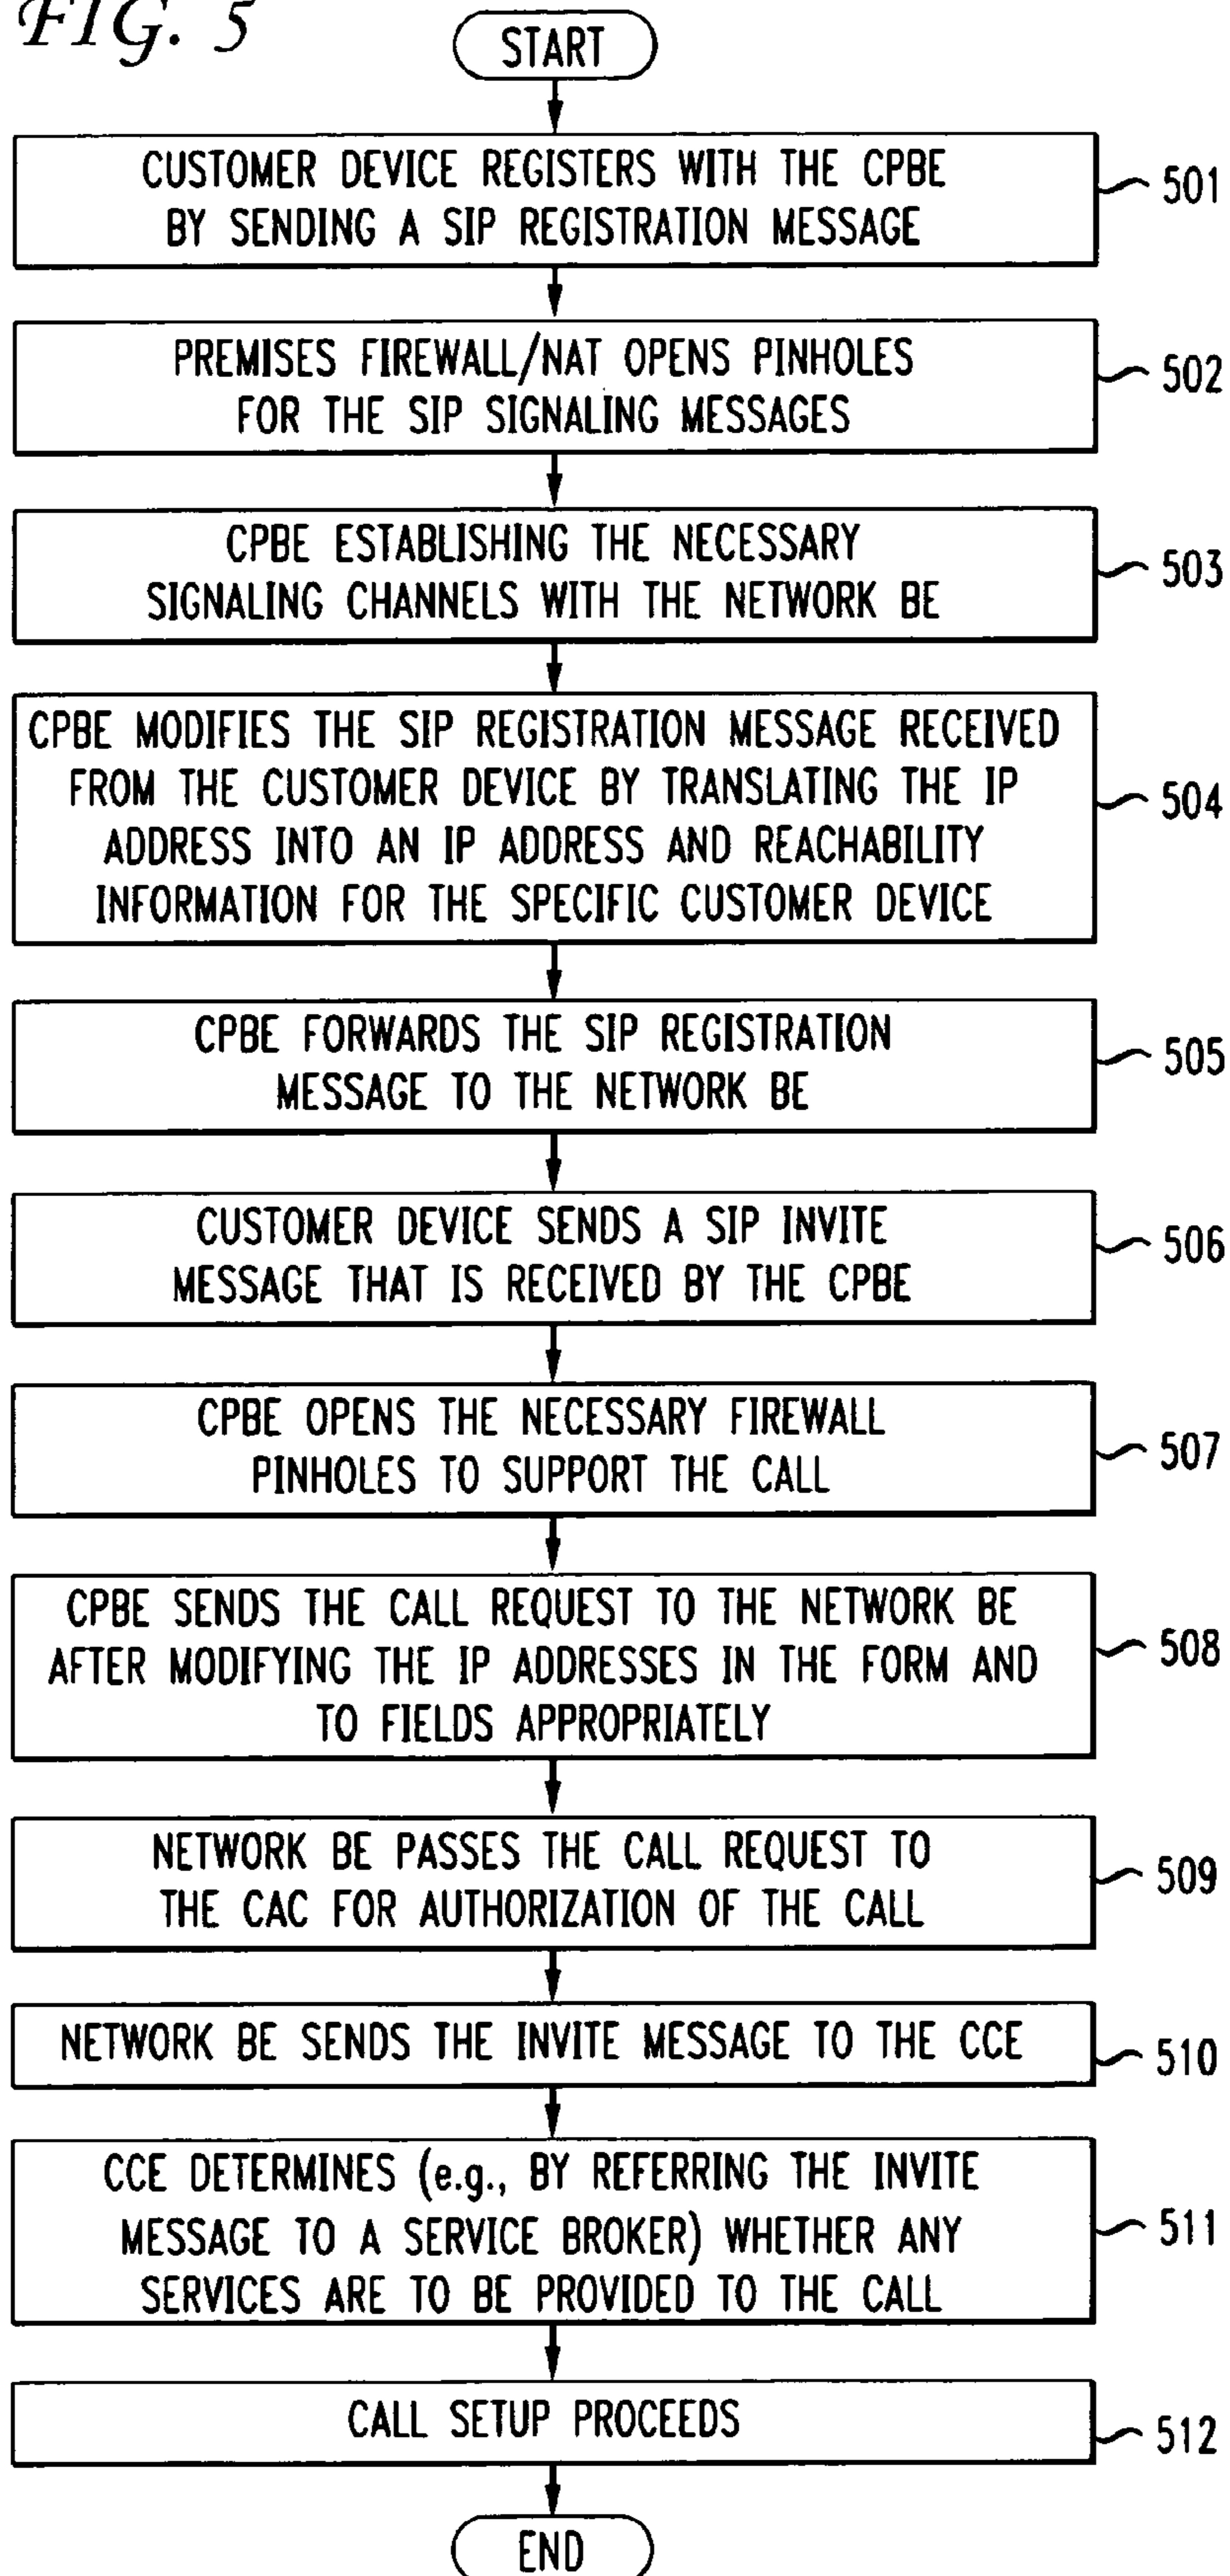 FIG. 5
START
CUSTOMER DEVICE REGISTERS WITH THE CPBE
BY SENDING A SIP REGISTRATION MESSAGE
501
PREMISES FIREWALL/NAT OPENS PINHOLES
FOR THE SIP SIGNALING MESSAGES
502
CPBE ESTABLISHING THE NECESSARY
SIGNALING CHANNELS WITH THE NETWORK BE
503
CPBE MODIFIES THE SIP REGISTRATION MESSAGE RECEIVED
FROM THE CUSTOMER DEVICE BY TRANSLATING THE IP
ADDRESS INTO AN IP ADDRESS AND REACHABILITY
INFORMATION FOR THE SPECIFIC CUSTOMER DEVICE
504
CPBE FORWARDS THE SIP REGISTRATION
MESSAGE TO THE NETWORK BE
505
CUSTOMER DEVICE SENDS A SIP INVITE
MESSAGE THAT IS RECEIVED BY THE CPBE
506
CPBE OPENS THE NECESSARY FIREWALL
PINHOLES TO SUPPORT THE CALL
507
CPBE SENDS THE CALL REQUEST TO THE NETWORK BE
AFTER MODIFYING THE IP ADDRESSES IN THE FORM AND
TO FIELDS APPROPRIATELY
508
NETWORK BE PASSES THE CALL REQUEST TO
THE CAC FOR AUTHORIZATION OF THE CALL
509
NETWORK BE SENDS THE INVITE MESSAGE TO THE CCE
510
CCE DETERMINES (e.g., BY REFERRING THE INVITE
MESSAGE TO A SERVICE BROKER) WHETHER ANY
SERVICES ARE TO BE PROVIDED TO THE CALL
511
CALL SETUP PROCEEDS
512
END